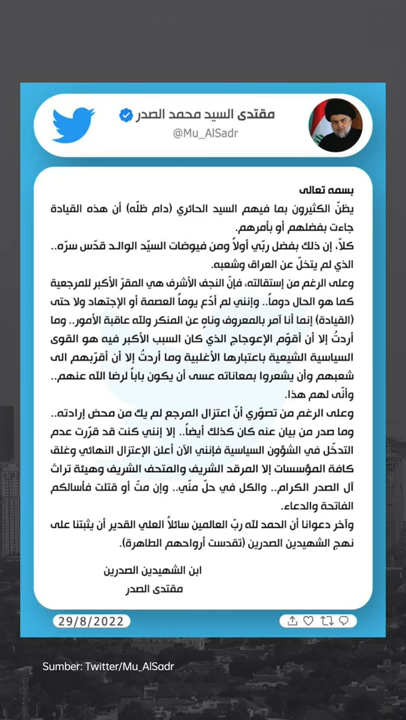 مقتدى السيد محمد الصدر
@Mu_AlSadr
بسمه تعالى
يظنّ الكثيرون بما فيهم السيد الحائري (دام ظلّه) أن هذه القيادة
جاءت بفضلهم أو بأمرهم.
كلاّ، إن ذلك بفضل ربّي أولاً ومن فيوضات السيّد الوالـد قدّس سرّه..
الذي لم يتخلّ عن العراق وشعبه.
وعلى الرغم من إستقالته، فإنّ النجف الأشرف هي المقرّ الأكبر للمرجعية
كما هو الحال دوماً.. وإنني لم أدّع يوماً العصمة أو الإجتهاد ولا حتى
(القيادة) إنما أنا آمر بالمعروف وناهٍ عن المنكر ولله عاقبة الأمور.. وما
أردتُ إلا أن أقوّم الإعوجاج الذي كان السبب الأكبر فيه هو القوى
السياسية الشيعية باعتبارها الأغلبية وما أردتُ إلا أن أقرّبهم الى
شعبهم وأن يشعروا بمعاناته عسى أن يكون باباً لرضا الله عنهم..
وأنّى لهم هذا.
وعلى الرغم من تصوّري أنّ اعتزال المرجع لم يك من محض إرادته..
وما صدر من بيان عنه كان كذلك أيضاً.. إلا إنني كنت قد قرّرت عدم
التدخّل في الشؤون السياسية فإنني الآن أعلن الإعتزال النهائي وغلق
كافة المؤسسات إلا المرقد الشريف والمتحف الشريف وهيئة تراث
آل الصدر الكرام.. والكل في حلّ منّي.. وإن متّ أو قتلت فأسالكم
الفاتحة والدعاء.
وآخر دعوانا أن الحمد لله ربّ العالمين سائلاً العلي القدير أن يثبتنا على
نهج الشهيدين الصدرين (تقدست أرواحهم الطاهرة).
ابن الشهيدين الصدرين
مقتدى الصدر
29/8/2022
Sumber: Twitter/Mu_AlSadr